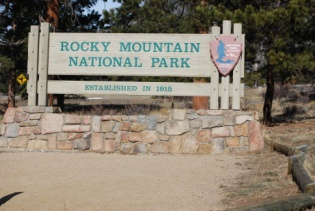 ROCKY MOUNTAIN
NATIONAL PARK
ESTABLISHED IN 1915